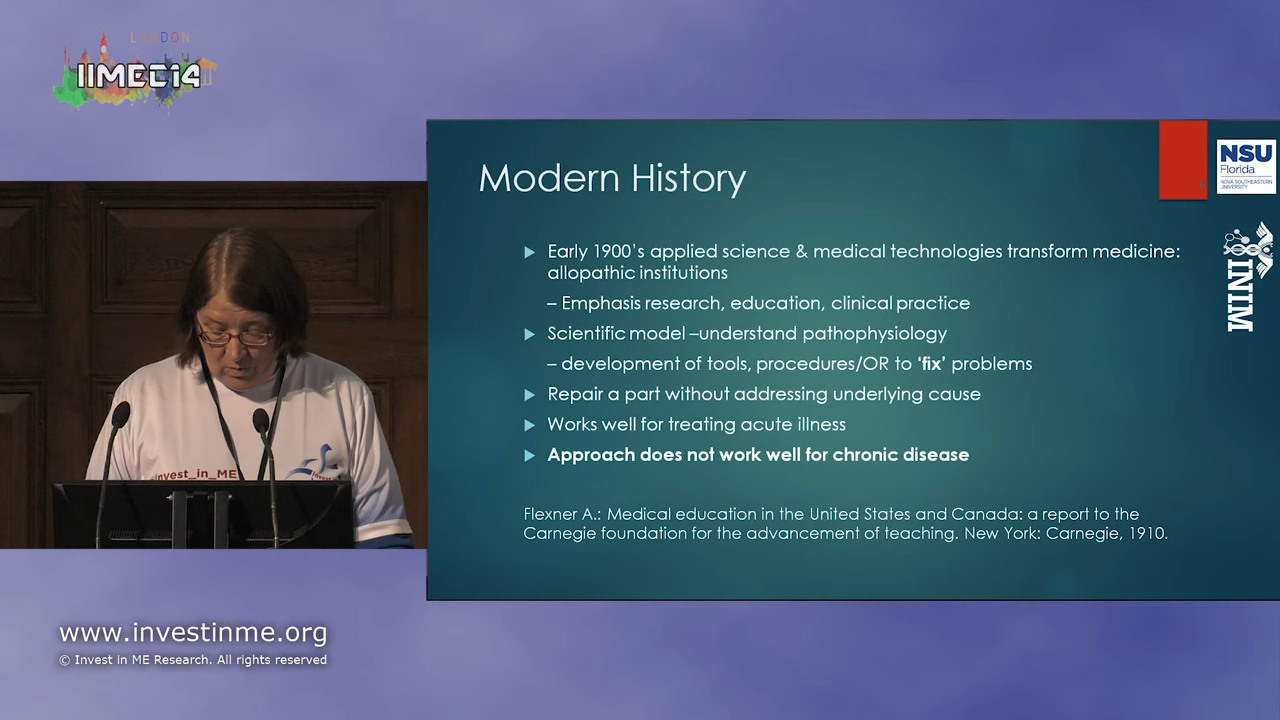 LONDON
IIMEC14
Modern History
NSU
Florida
NOVA SOUTHEASTERN
UNIVERSITY
INIM
Early 1900's applied science & medical technologies transform medicine:
allopathic institutions
– Emphasis research, education, clinical practice
Scientific model –understand pathophysiology
– development of tools, procedures/OR to ‘fix’ problems
Repair a part without addressing underlying cause
Works well for treating acute illness
Approach does not work well for chronic disease
Flexner A.: Medical education in the United States and Canada: a report to the
Carnegie foundation for the advancement of teaching. New York: Carnegie, 1910.
invest_in_ME
www.investinme.org
© Invest in ME Research. All rights reserved